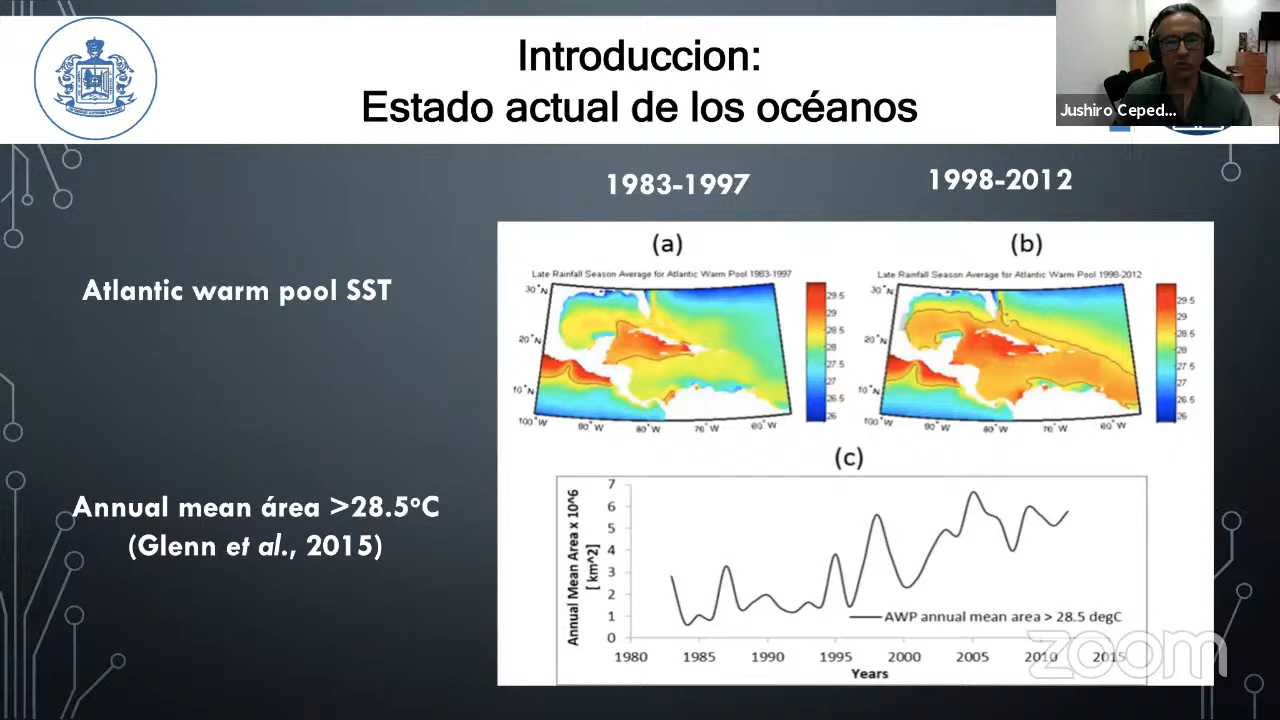 Introduccion:
Estado actual de los océanos
Jushiro Ceped...
1983-1997
1998-2012
Atlantic warm pool SST
(a)
(b)
Late Rainfall Season Average for Atlantic Warm Pool 1983-1997
Late Rainfall Season Average for Atlantic Warm Pool 1998-2012
30°N
20°N
10°N
100°W
90°W
80°W
70°W
60°W
29.5
29
28.5
28
27.5
27
26.5
26
30°N
20°N
10°N
100°W
90°W
80°W
70°W
60°W
29.5
29
28.5
28
27
27.5
26.5
26
(c)
Annual mean área >28.5°C
(Glenn et al., 2015)
Annual Mean Area x 10^6
[ km^2]
7
6
5
4
3
2
1
0
AWP annual mean area > 28.5 degC
1980
1985
1990
1995
2000
2005
2010
2015
Years
zoom